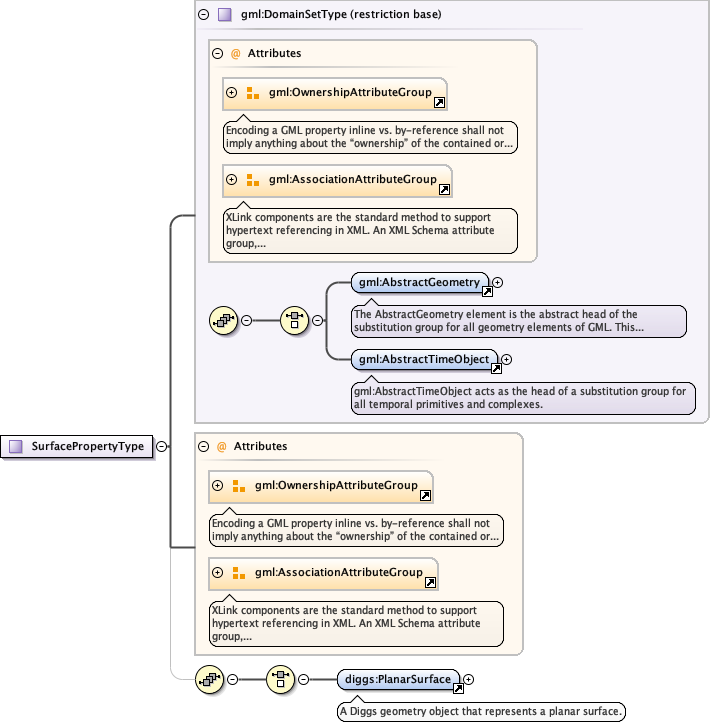 gml:DomainSetType (restriction base)
@ Attributes
gml:OwnershipAttributeGroup
Encoding a GML property inline vs. by-reference shall not
imply anything about the “ownership” of the contained or...
gml:AssociationAttributeGroup
XLink components are the standard method to support
hypertext referencing in XML. An XML Schema attribute
group,...
gml:AbstractGeometry
The AbstractGeometry element is the abstract head of the
substitution group for all geometry elements of GML. This...
gml:AbstractTimeObject
gml:AbstractTimeObject acts as the head of a substitution group for
all temporal primitives and complexes.
SurfacePropertyType
@ Attributes
gml:OwnershipAttributeGroup
Encoding a GML property inline vs. by-reference shall not
imply anything about the “ownership” of the contained or...
gml:AssociationAttributeGroup
XLink components are the standard method to support
hypertext referencing in XML. An XML Schema attribute
group,...
diggs:PlanarSurface
A Diggs geometry object that represents a planar surface.